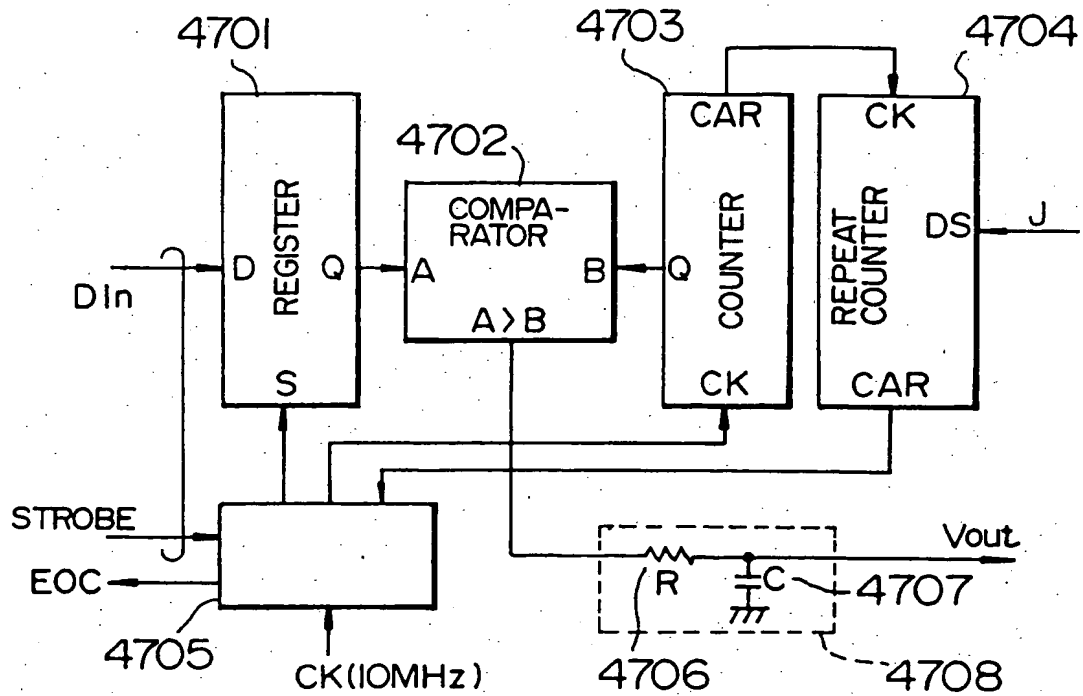 4701
4703
4704
4702
CAR
CK
REGISTER
COMPA-
RATOR
COUNTER
REPEAT
COUNTER
DS
J
D
Q
A
B
Q
DIn
A>B
S
CK
CAR
STROBE
EOC
Vout
R
C
4707
4705
CK(10MHz)
4706
4708